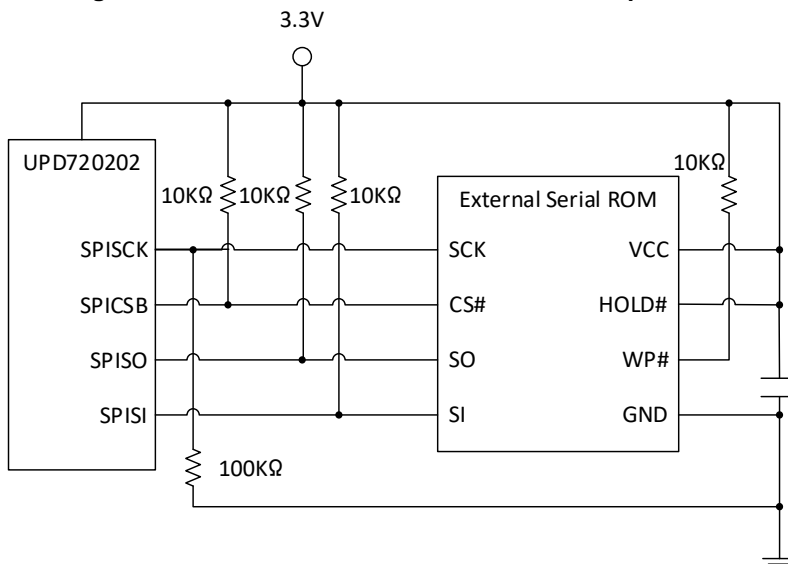 3.3V
UPD720202
10KΩ 10KΩ 10KΩ 10KΩ
External Serial ROM
SPISCK SCK VCC
SPICSB CS# HOLD#
SPISO SO WP#
SPISI SI GND
100KΩ